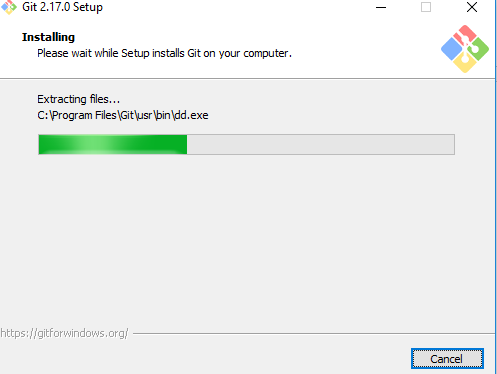 Git 2.17.0 Setup
Installing
Please wait while Setup installs Git on your computer.
Extracting files...
C:\Program Files\Git\usr\bin\dd.exe
https://gitforwindows.org/
Cancel